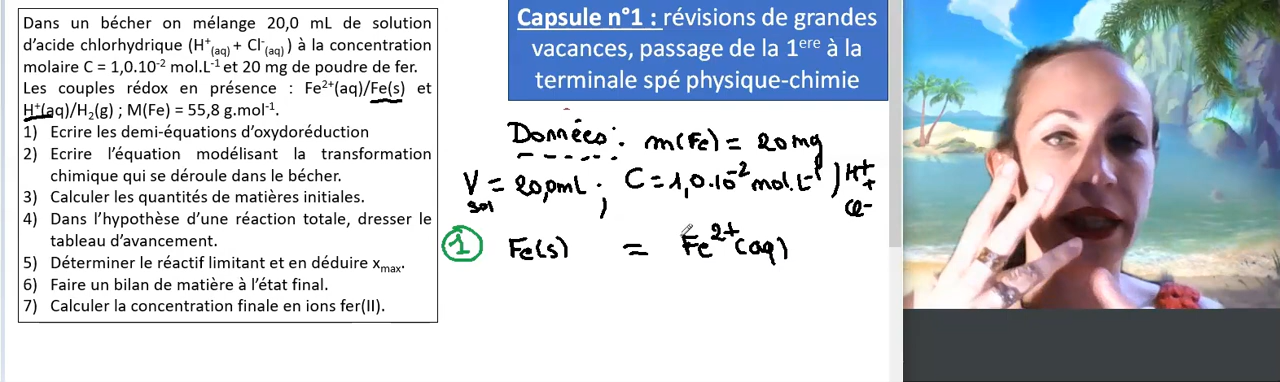 Dans un bécher on mélange 20,0 mL de solution
d'acide chlorhydrique (H⁺(aq) + Cl⁻(aq) ) à la concentration
molaire C = 1,0.10⁻² mol.L⁻¹ et 20 mg de poudre de fer.
Les couples rédox en présence : Fe²⁺(aq)/Fe(s) et
H⁺(aq)/H₂(g) ; M(Fe) = 55,8 g.mol⁻¹.
1) Ecrire les demi-équations d'oxydoréduction
2) Ecrire l'équation modélisant la transformation
chimique qui se déroule dans le bécher.
3) Calculer les quantités de matières initiales.
4) Dans l'hypothèse d'une réaction totale, dresser le
tableau d'avancement.
5) Déterminer le réactif limitant et en déduire xmax.
6) Faire un bilan de matière à l'état final.
7) Calculer la concentration finale en ions fer(II).
Capsule n°1 : révisions de grandes
vacances, passage de la 1ere à la
terminale spé physique-chimie
Données : m(Fe) = 20 mg
V sol = 20,0mL ; C = 1,0.10⁻² mol.L⁻¹ ) H⁺ + Cl⁻
1 Fe(s) = Fe²⁺(aq)